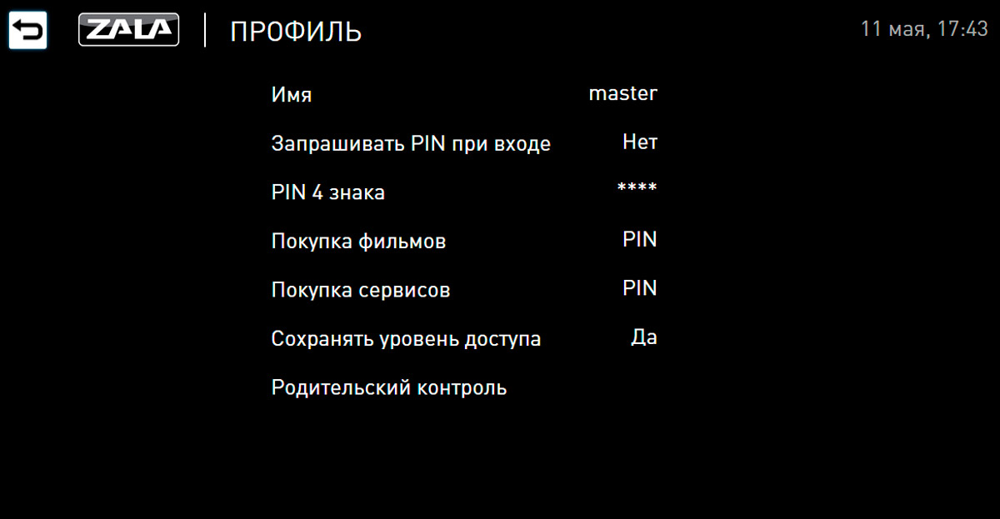 ZALA ПРОФИЛЬ 11 мая, 17:43
Имя master
Запрашивать PIN при входе Нет
PIN 4 знака ****
Покупка фильмов PIN
Покупка сервисов PIN
Сохранять уровень доступа Да
Родительский контроль